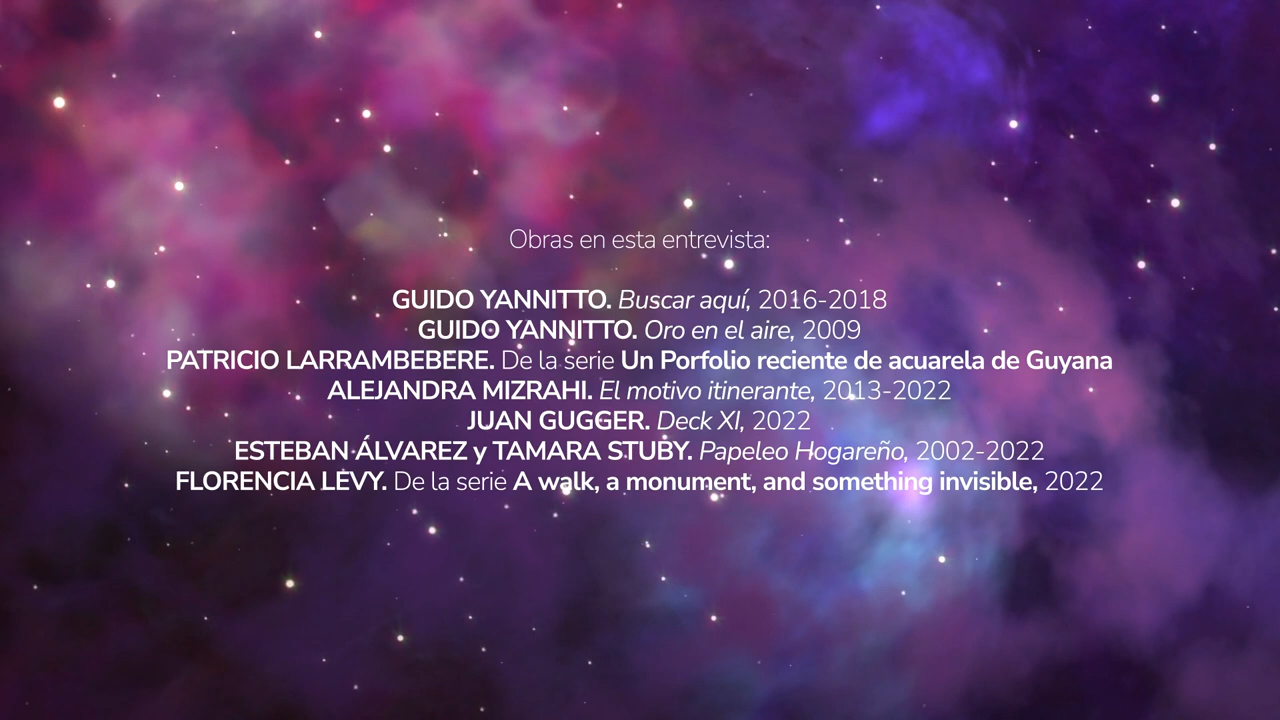 Obras en esta entrevista:
GUIDO YANNITTO. Buscar aquí, 2016-2018
GUIDO YANNITTO. Oro en el aire, 2009
PATRICIO LARRAMBEBERE. De la serie Un Porfolio reciente de acuarela de Guyana
ALEJANDRA MIZRAHI. El motivo itinerante, 2013-2022
JUAN GUGGER. Deck XI, 2022
ESTEBAN ÁLVAREZ y TAMARA STUBY. Papeleo Hogareño, 2002-2022
FLORENCIA LEVY. De la serie A walk, a monument, and something invisible, 2022